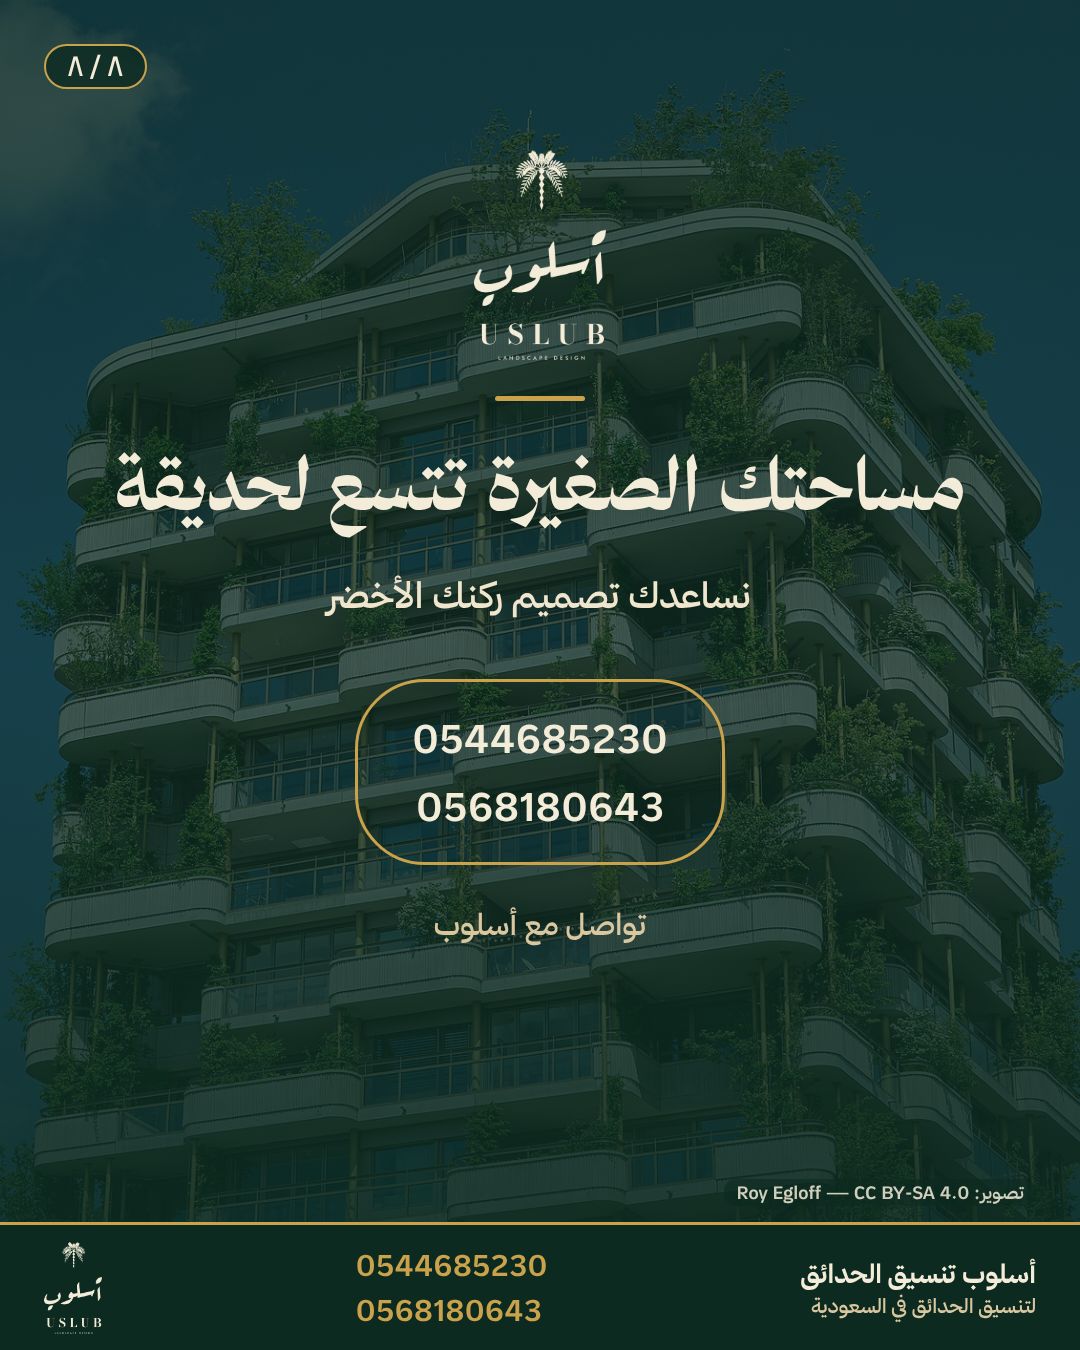 ٨/٨
أسلوب
USLUB
LANDSCAPE DESIGN
مساحتك الصغيرة تتسع لحديقة
نساعدك تصميم ركنك الأخضر
0544685230
0568180643
تواصل مع أسلوب
تصوير: Roy Egloff — CC BY-SA 4.0
أسلوب تنسيق الحدائق
لتنسيق الحدائق في السعودية
0544685230
0568180643
أسلوب
USLUB
LANDSCAPE DESIGN